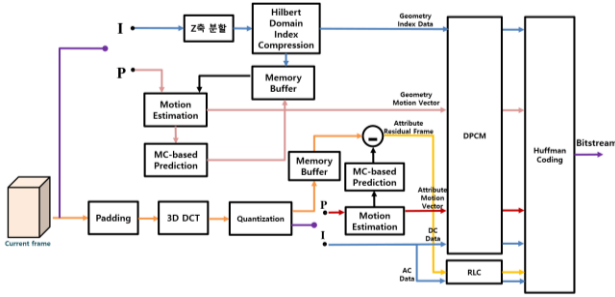 I
Z축 분할
Hilbert
Domain
Index
Compression
Geometry
Index Data
P
Memory
Buffer
Motion
Estimation
Geometry
Motion Vector
MC-based
Prediction
Attribute
Residual Frame
DPCM
Huffman
Coding
Bitstream
Memory
Buffer
MC-based
Prediction
Attribute
Motion
Vector
Current frame
Padding
3D DCT
Quantization
P
Motion
Estimation
I
DC
Data
AC
Data
RLC